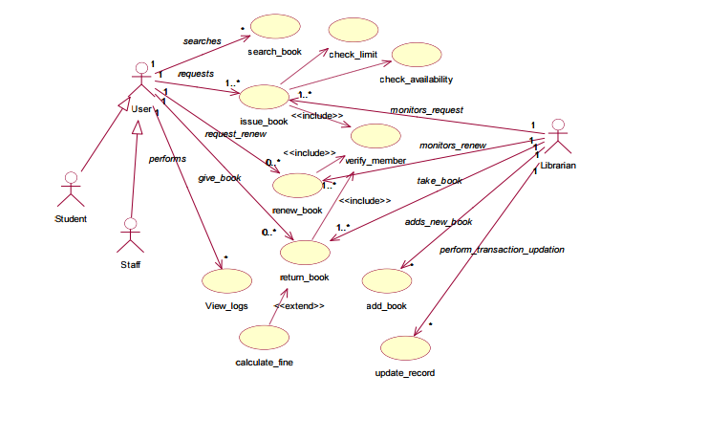 searches
*
search_book
check_limit
check_availability
1
1
requests
1..*
issue_book
1..*
<<include>>
monitors_request
1
User
1
1
request_renew
<<include>>
verify_member
monitors_renew
1
1
1
Librarian
performs
0..*
1..*
give_book
renew_book
take_book
<<include>>
Student
0..*
1..*
adds_new_book
Staff
return_book
perform_transaction_updation
*
*
View_logs
<<extend>>
add_book
*
calculate_fine
update_record